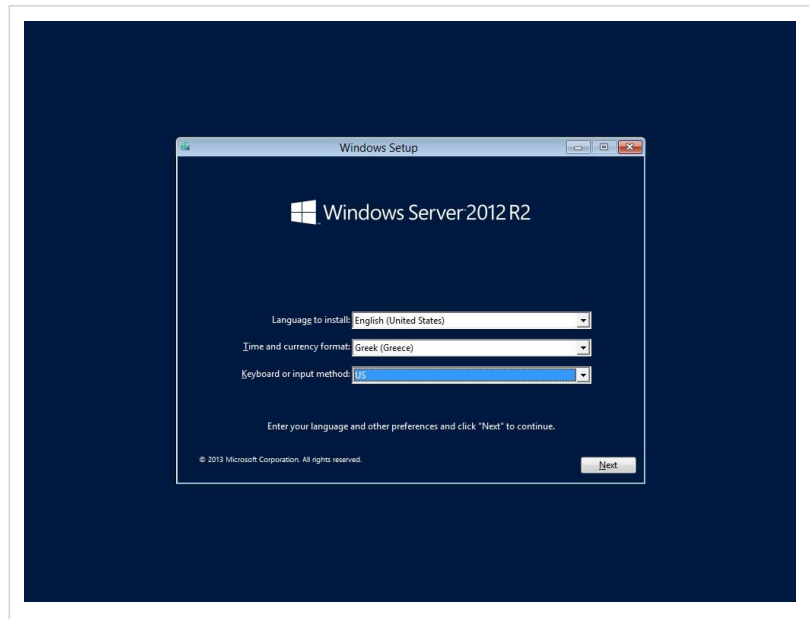 Windows Setup
Windows Server 2012 R2
Language to install: English (United States)
Time and currency format: Greek (Greece)
Keyboard or input method: US
Enter your language and other preferences and click "Next" to continue.
© 2013 Microsoft Corporation. All rights reserved.
Next